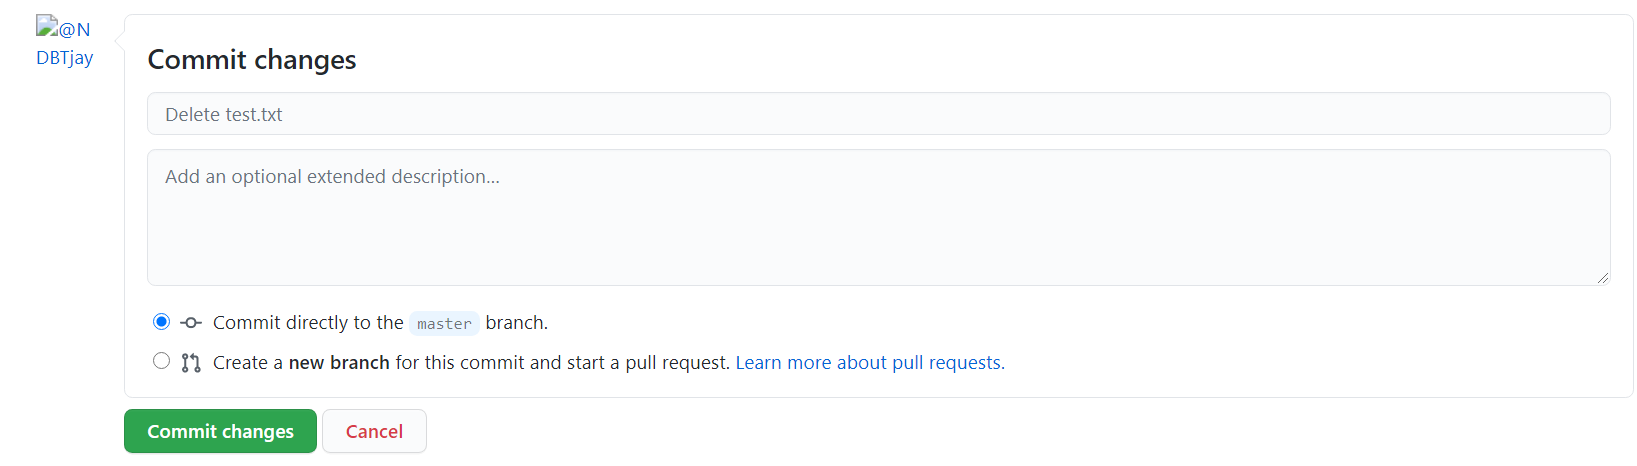 @N
DBTjay
Commit changes
Delete test.txt
Add an optional extended description...
Commit directly to the master branch.
Create a new branch for this commit and start a pull request. Learn more about pull requests.
Commit changes Cancel